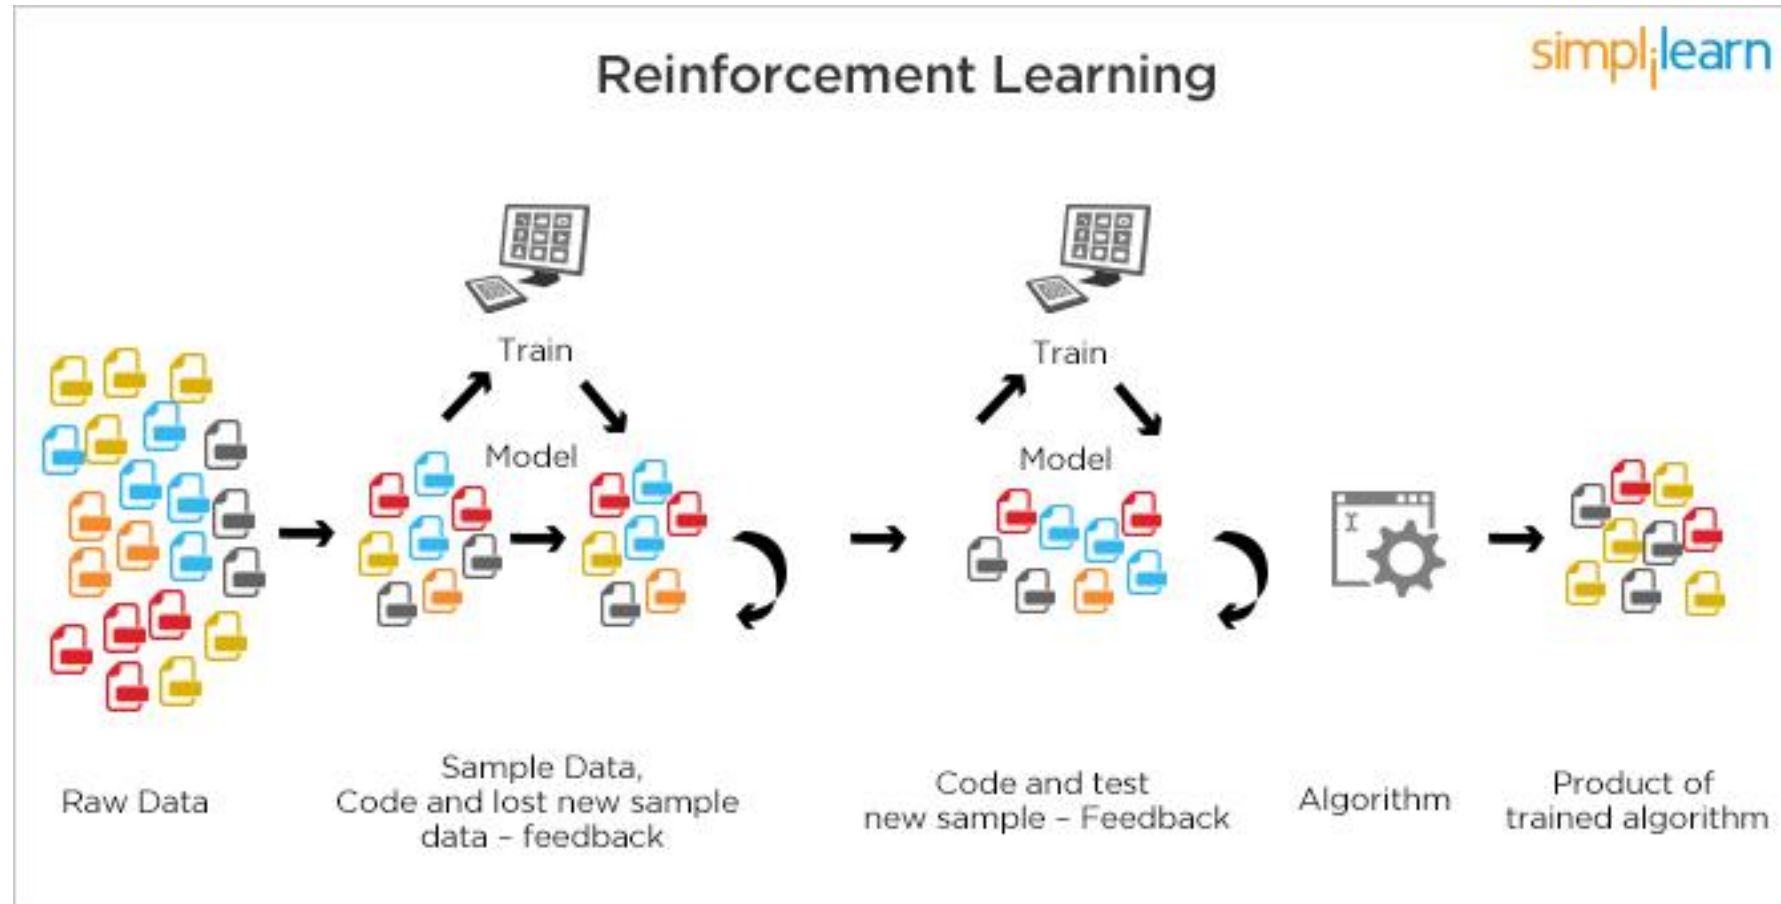 Reinforcement Learning
simplilearn
Train
Model
Train
Model
Raw Data
Sample Data,
Code and lost new sample
data – feedback
Code and test
new sample – Feedback
Algorithm
Product of
trained algorithm